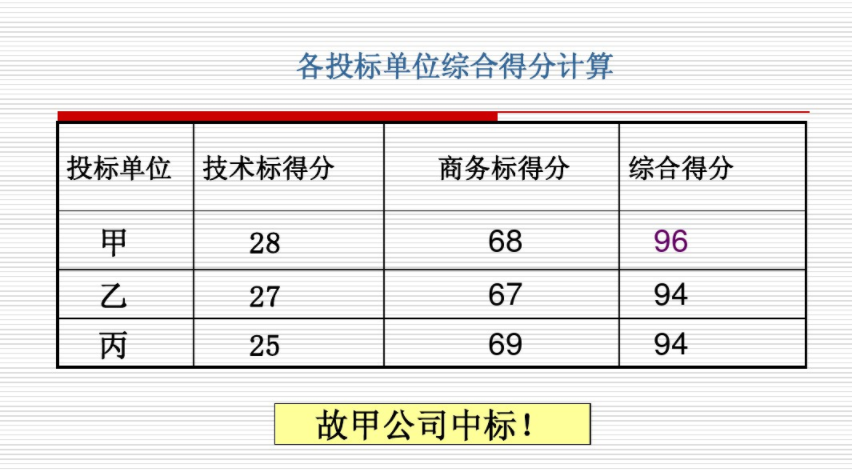 各投标单位综合得分计算
投标单位 技术标得分 商务标得分 综合得分
甲 28 68 96
乙 27 67 94
丙 25 69 94
故甲公司中标！